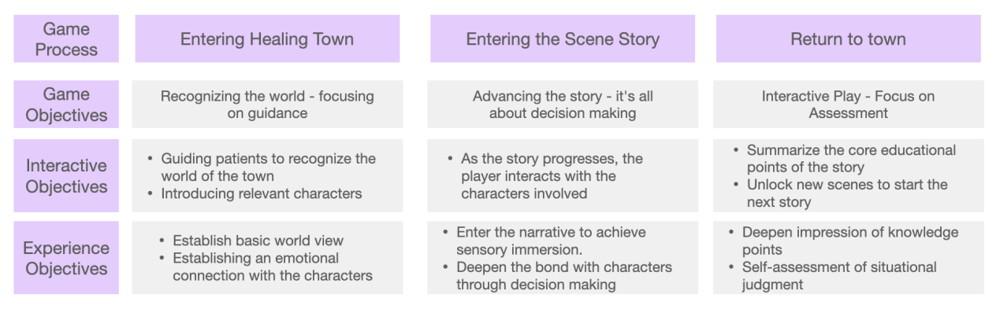 Game
Process
Entering Healing Town
Entering the Scene Story
Return to town
Game
Objectives
Recognizing the world - focusing
on guidance
Advancing the story - it's all
about decision making
Interactive Play - Focus on
Assessment
Interactive
Objectives
• Guiding patients to recognize the
world of the town
• Introducing relevant characters
• As the story progresses, the
player interacts with the
characters involved
• Summarize the core educational
points of the story
• Unlock new scenes to start the
next story
Experience
Objectives
• Establish basic world view
• Establishing an emotional
connection with the characters
• Enter the narrative to achieve
sensory immersion.
• Deepen the bond with characters
through decision making
• Deepen impression of knowledge
points
• Self-assessment of situational
judgment